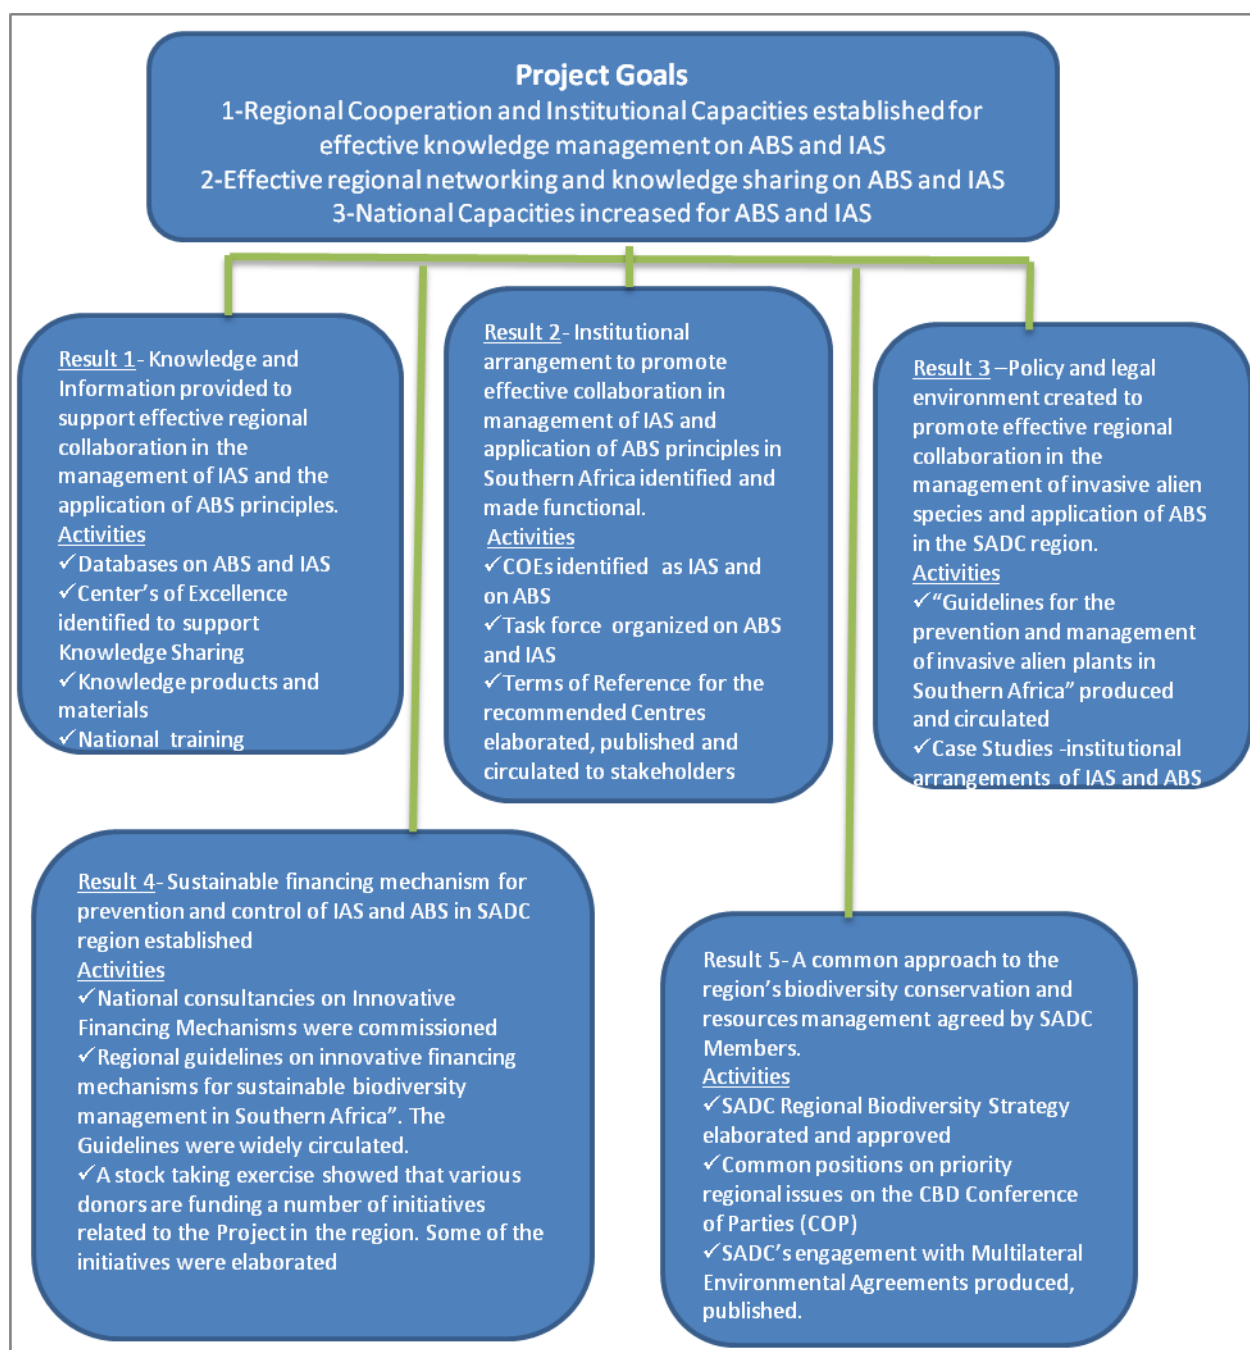 Project Goals
1-Regional Cooperation and Institutional Capacities established for
effective knowledge management on ABS and IAS
2-Effective regional networking and knowledge sharing on ABS and IAS
3-National Capacities increased for ABS and IAS
Result 1- Knowledge and
Information provided to
support effective regional
collaboration in the
management of IAS and the
application of ABS principles.
Activities
✓Databases on ABS and IAS
✓Center's of Excellence
identified to support
Knowledge Sharing
✓Knowledge products and
materials
✓National training
Result 2- Institutional
arrangement to promote
effective collaboration in
management of IAS and
application of ABS principles in
Southern Africa identified and
made functional.
Activities
✓COEs identified as IAS and
on ABS
✓Task force organized on ABS
and IAS
✓Terms of Reference for the
recommended Centres
elaborated, published and
circulated to stakeholders
Result 3 –Policy and legal
environment created to
promote effective regional
collaboration in the
management of invasive alien
species and application of ABS
in the SADC region.
Activities
✓“Guidelines for the
prevention and management
of invasive alien plants in
Southern Africa” produced
and circulated
✓Case Studies -institutional
arrangements of IAS and ABS
Result 4- Sustainable financing mechanism for
prevention and control of IAS and ABS in SADC
region established
Activities
✓National consultancies on Innovative
Financing Mechanisms were commissioned
✓Regional guidelines on innovative financing
mechanisms for sustainable biodiversity
management in Southern Africa”. The
Guidelines were widely circulated.
✓A stock taking exercise showed that various
donors are funding a number of initiatives
related to the Project in the region. Some of the
initiatives were elaborated
Result 5- A common approach to the
region's biodiversity conservation and
resources management agreed by SADC
Members.
Activities
✓SADC Regional Biodiversity Strategy
elaborated and approved
✓Common positions on priority
regional issues on the CBD Conference
of Parties (COP)
✓SADC's engagement with Multilateral
Environmental Agreements produced,
published.